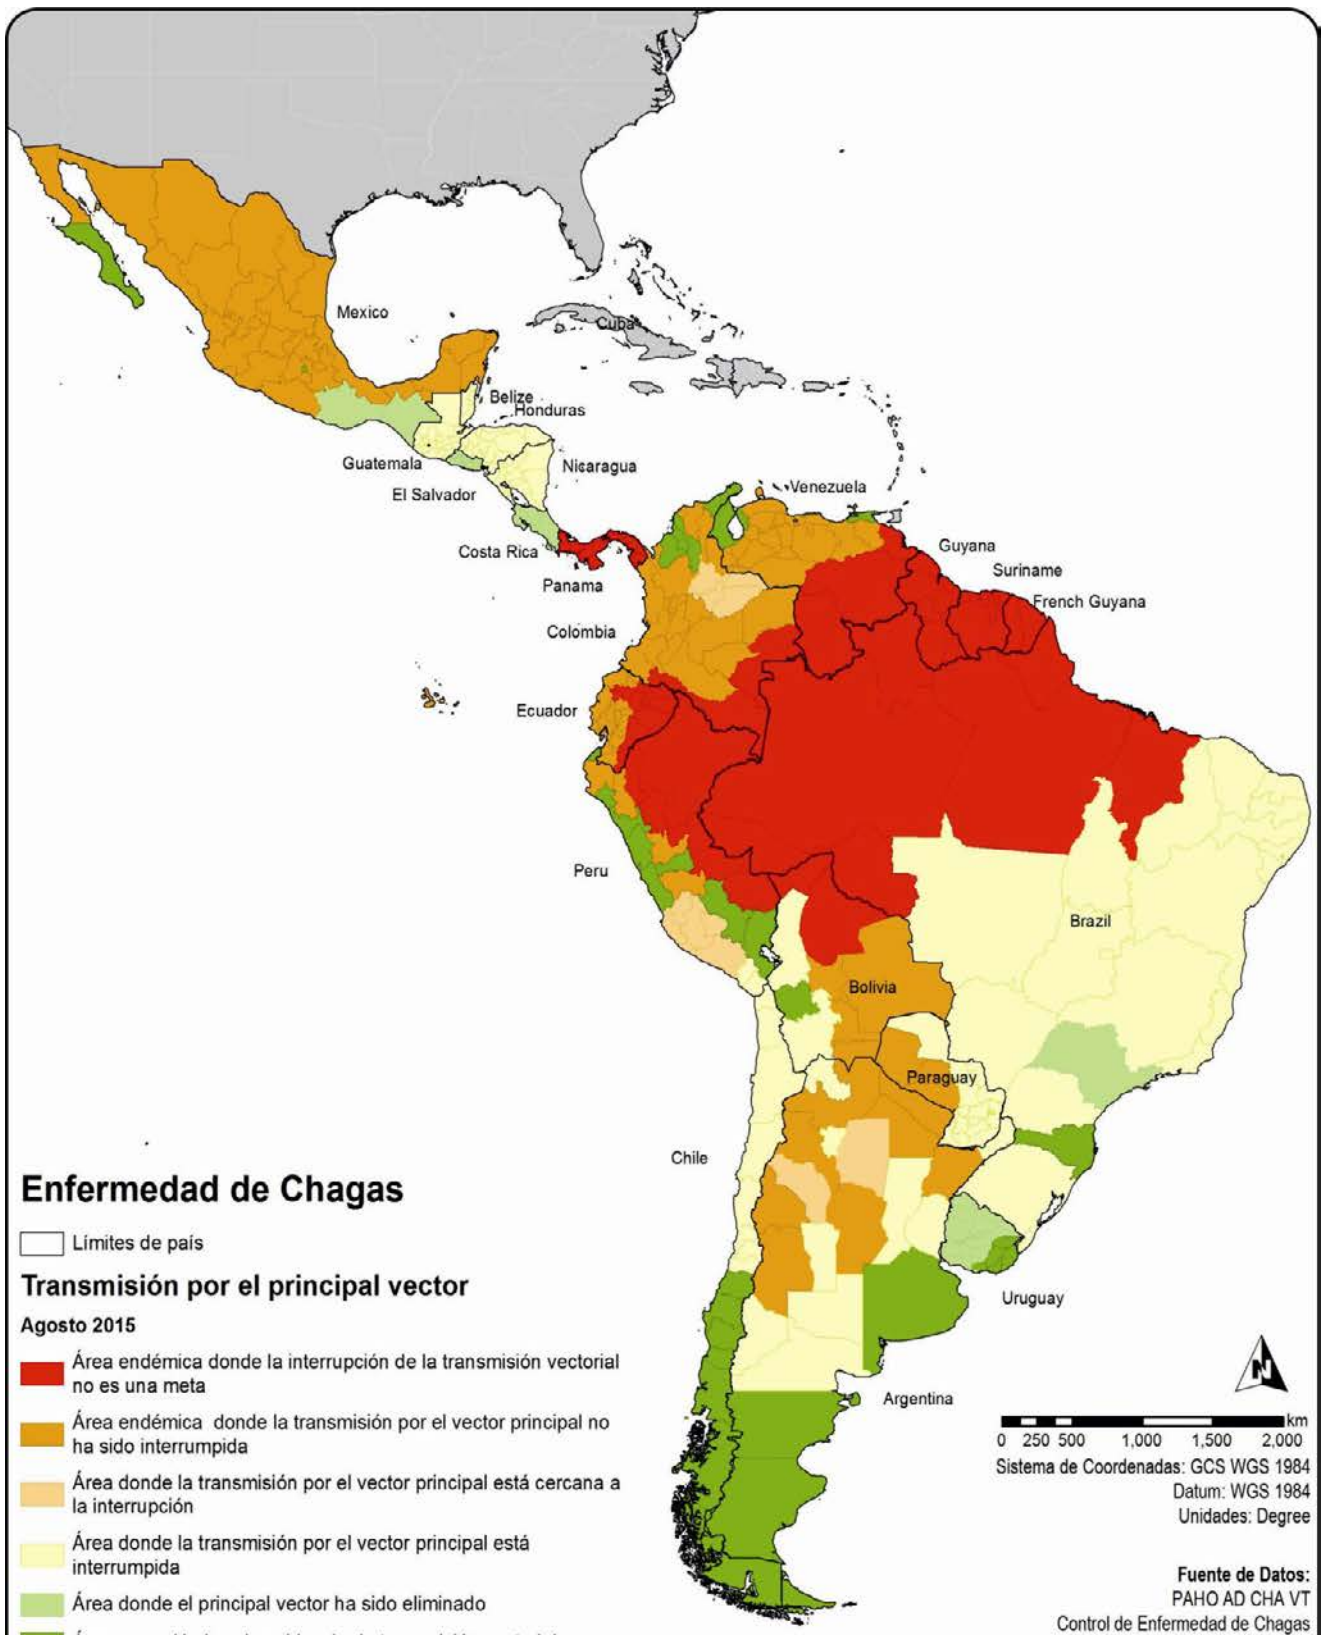 Mexico
Cuba
Belize
Honduras
Guatemala
Nicaragua
El Salvador
Venezuela
Costa Rica
Guyana
Panama
Suriname
French Guyana
Colombia
Ecuador
Peru
Brazil
Bolivia
Paraguay
Chile
Uruguay
Argentina
Enfermedad de Chagas
Límites de país
Transmisión por el principal vector
Agosto 2015
Área endémica donde la interrupción de la transmisión vectorial
no es una meta
Área endémica donde la transmisión por el vector principal no
ha sido interrumpida
Área donde la transmisión por el vector principal está cercana a
la interrupción
Área donde la transmisión por el vector principal está
interrumpida
Área donde el principal vector ha sido eliminado
N
km
0 250 500 1,000 1,500 2,000
Sistema de Coordenadas: GCS WGS 1984
Datum: WGS 1984
Unidades: Degree
Fuente de Datos:
PAHO AD CHA VT
Control de Enfermedad de Chagas